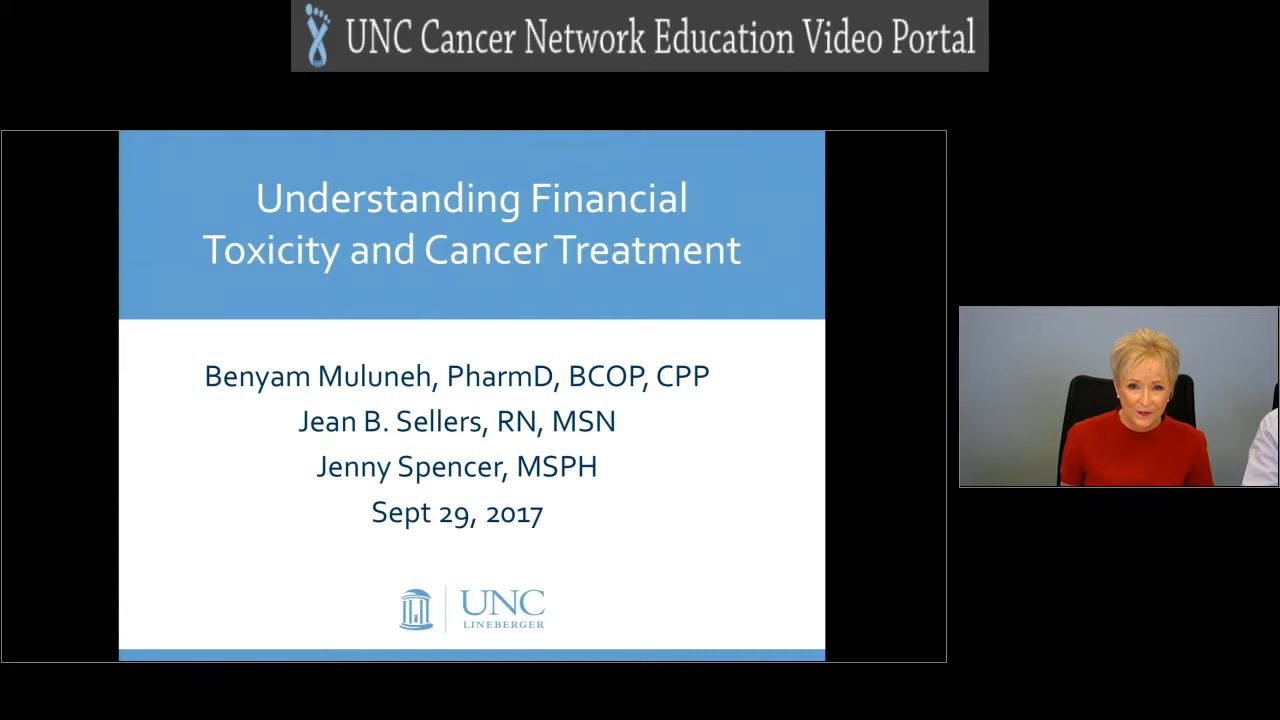 UNC Cancer Network Education Video Portal
Understanding Financial
Toxicity and Cancer Treatment
Benyam Muluneh, PharmD, BCOP, CPP
Jean B. Sellers, RN, MSN
Jenny Spencer, MSPH
Sept 29, 2017
UNC
LINEBERGER